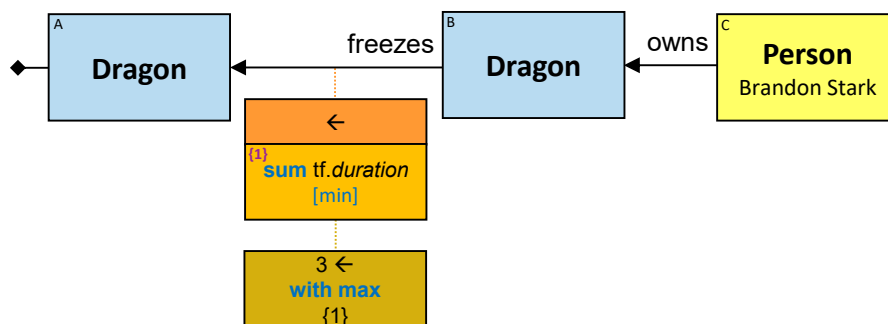 A
Dragon
freezes
B
Dragon
owns
C
Person
Brandon Stark
←
{1}
sum tf.duration
[min]
3 ←
with max
{1}